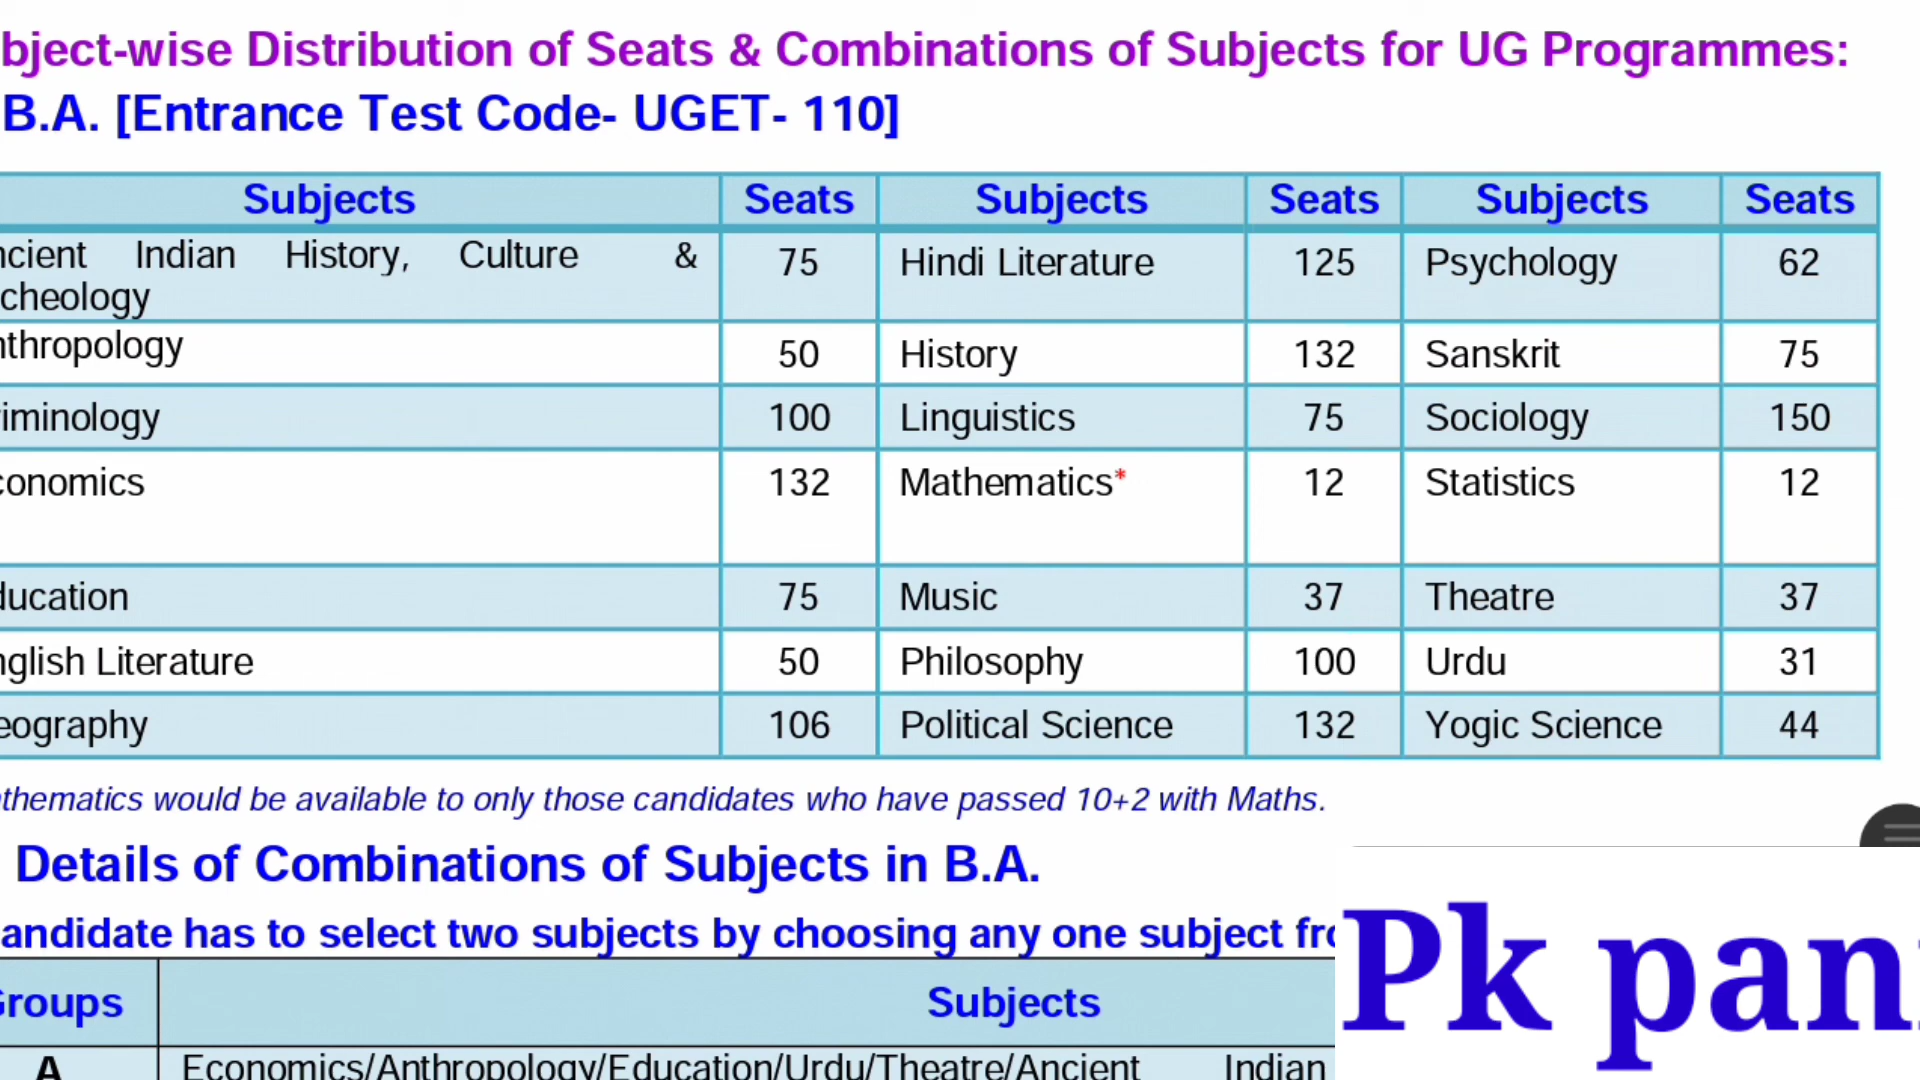 bject-wise Distribution of Seats & Combinations of Subjects for UG Programmes:
B.A. [Entrance Test Code- UGET- 110]
Subjects Seats Subjects Seats Subjects Seats
ncient Indian History, Culture & 75 Hindi Literature 125 Psychology 62
cheology
nthropology 50 History 132 Sanskrit 75
iminology 100 Linguistics 75 Sociology 150
conomics 132 Mathematics* 12 Statistics 12
ducation 75 Music 37 Theatre 37
nglish Literature 50 Philosophy 100 Urdu 31
eography 106 Political Science 132 Yogic Science 44
thematics would be available to only those candidates who have passed 10+2 with Maths.
Details of Combinations of Subjects in B.A.
andidate has to select two subjects by choosing any one subject fro
Groups Subjects
A Economics/Anthropology/Education/Urdu/Theatre/Ancient Indian
Pk pan